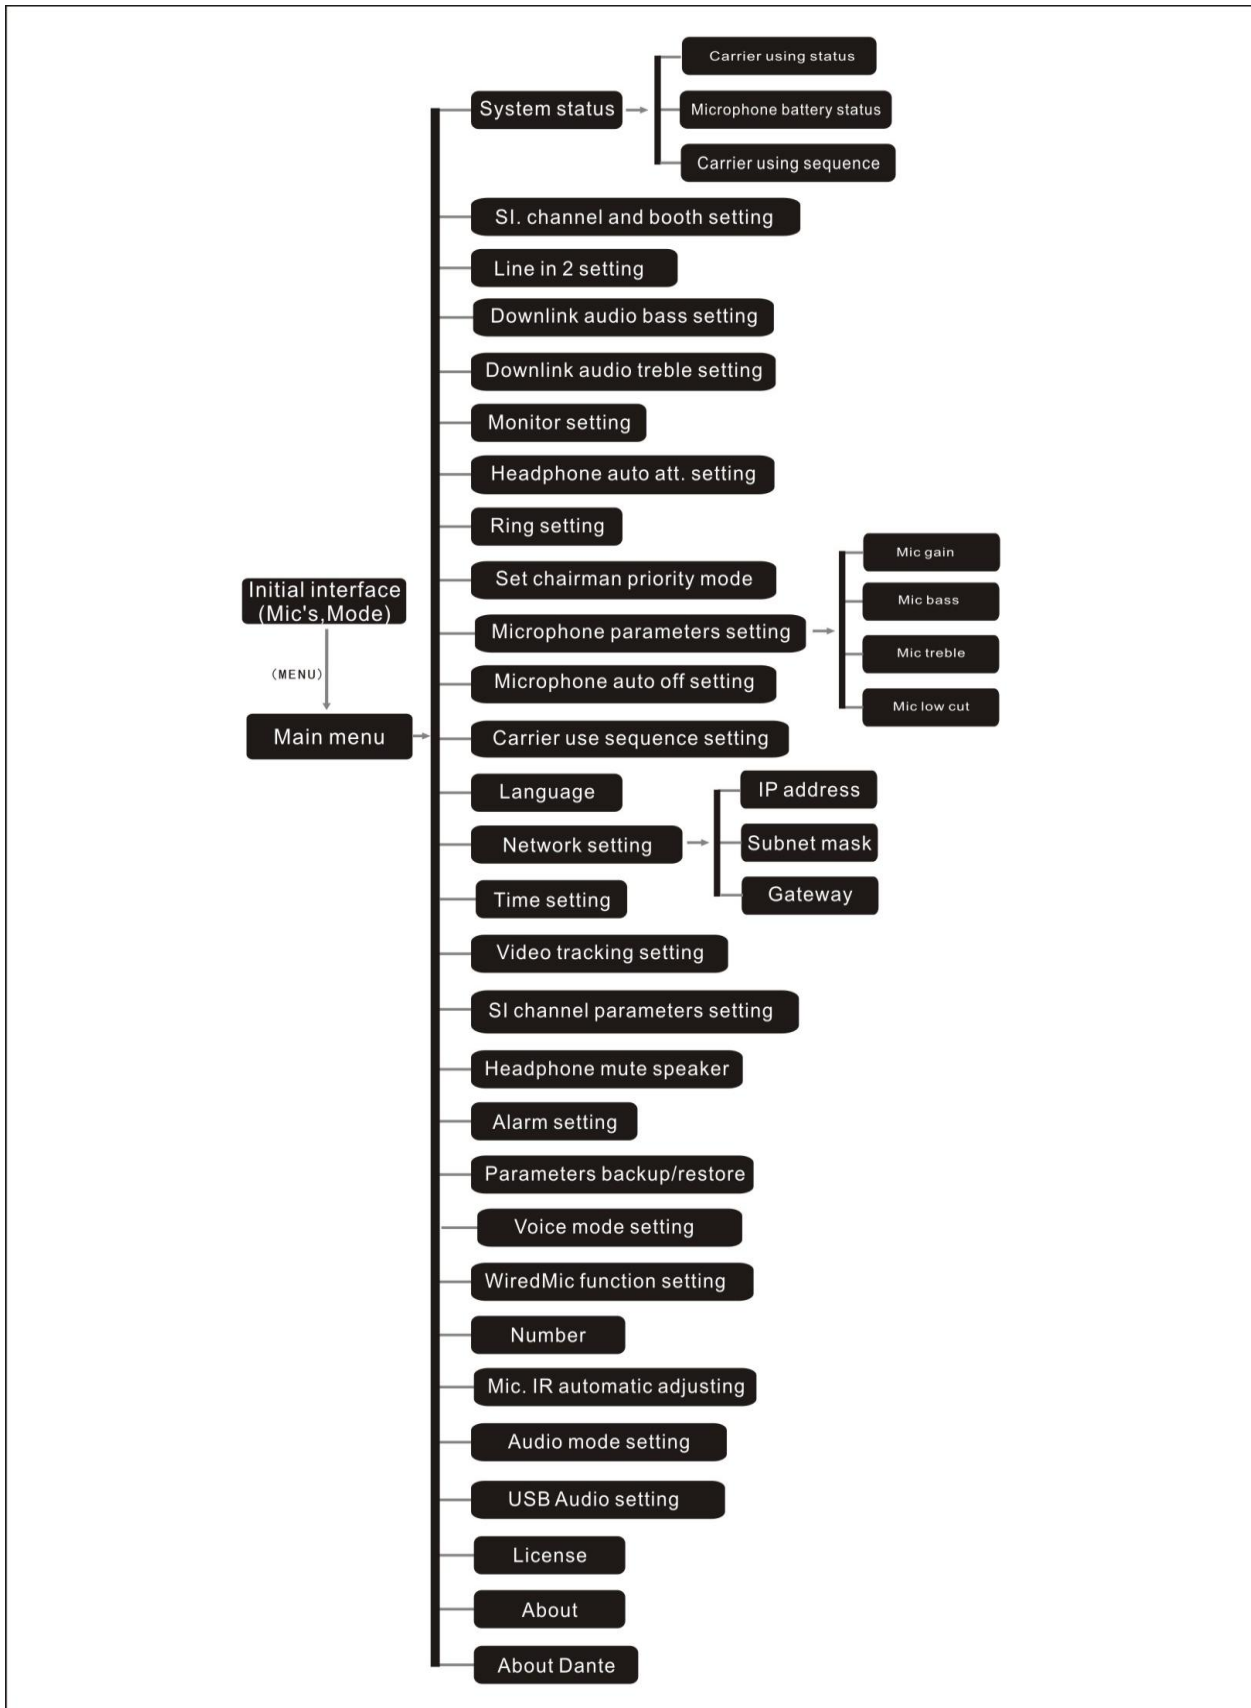 Carrier using status
System status
Microphone battery status
Carrier using sequence
SI. channel and booth setting
Line in 2 setting
Downlink audio bass setting
Downlink audio treble setting
Monitor setting
Headphone auto att. setting
Ring setting
Set chairman priority mode
Microphone parameters setting
Mic gain
Mic bass
Mic treble
Mic low cut
Initial interface
(Mic's,Mode)
(MENU)
Main menu
Microphone auto off setting
Carrier use sequence setting
Language
Network setting
IP address
Subnet mask
Gateway
Time setting
Video tracking setting
SI channel parameters setting
Headphone mute speaker
Alarm setting
Parameters backup/restore
Voice mode setting
WiredMic function setting
Number
Mic. IR automatic adjusting
Audio mode setting
USB Audio setting
License
About
About Dante